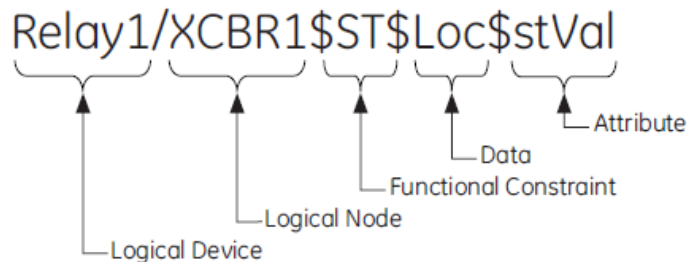 Relay1/XCBR1$ST$Loc$stVal
Attribute
Data
Functional Constraint
Logical Node
Logical Device